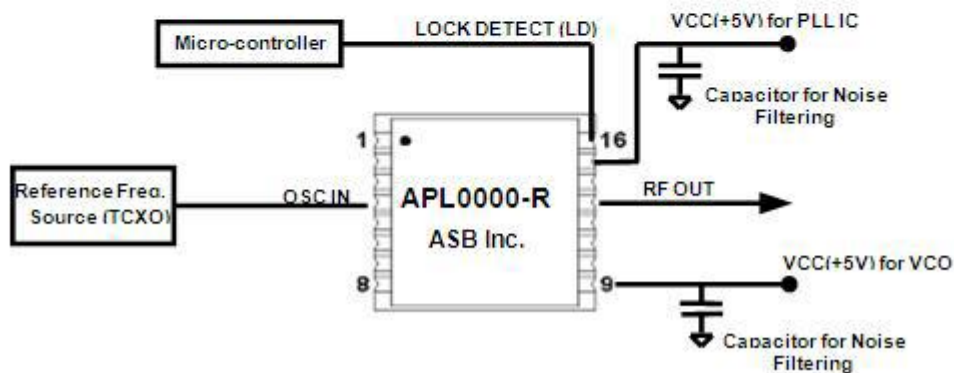 VCC(+5V) for PLL IC
Micro-controller
LOCK DETECT (LD)
Capacitor for Noise
Filtering
1
16
Reference Freq.
Source (TCXO)
OSC IN
APL0000-R
ASB Inc.
RF OUT
8
9
VCC(+5V) for VCO
Capacitor for Noise
Filtering